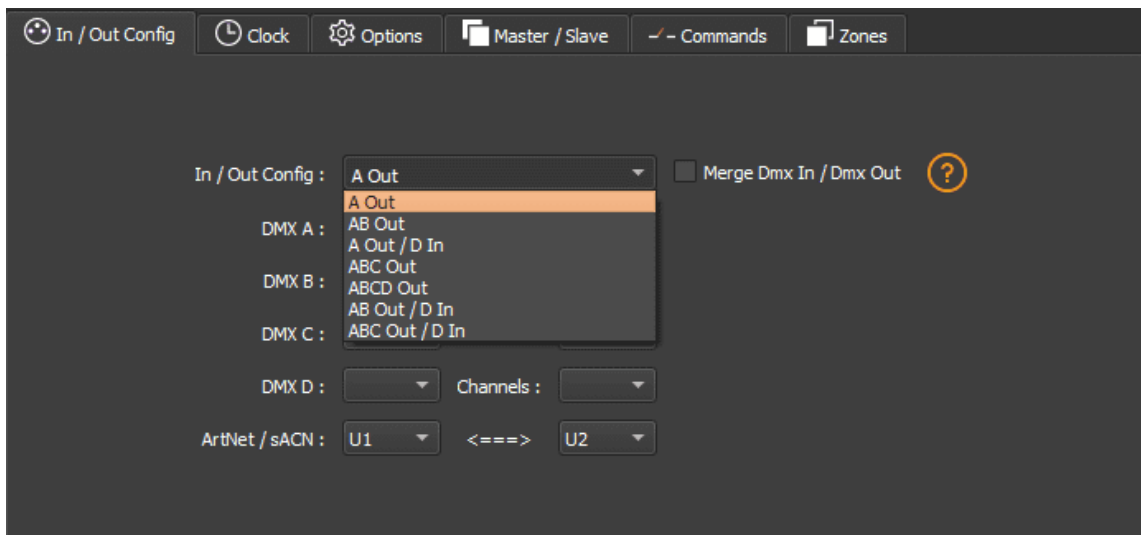 In / Out Config Clock Options Master / Slave - / - Commands Zones
In / Out Config : A Out Merge Dmx In / Dmx Out ?
A Out
DMX A : AB Out
A Out / D In
ABC Out
DMX B : ABCD Out
AB Out / D In
DMX C : ABC Out / D In
DMX D : Channels :
ArtNet / sACN : U1 <===> U2